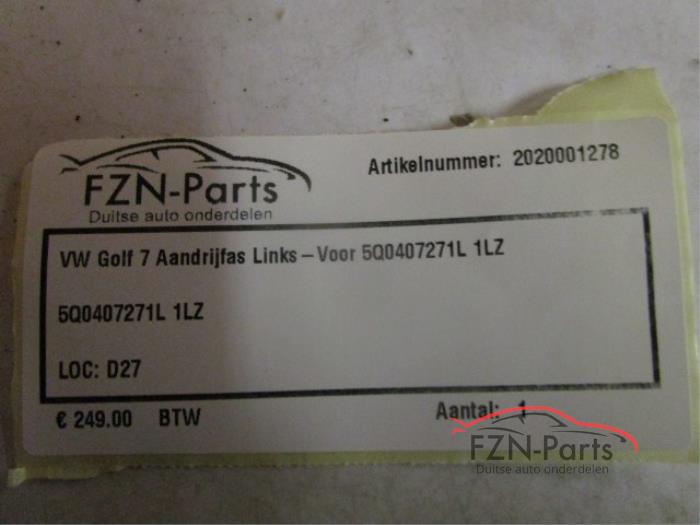 FZN-Parts
Duitse auto onderdelen
Artikelnummer: 2020001278
VW Golf 7 Aandrijfas Links – Voor 5Q0407271L 1LZ
5Q0407271L 1LZ
LOC: D27
€ 249.00 BTW
Aantal: 1
FZN-Parts
Duitse auto onderdelen